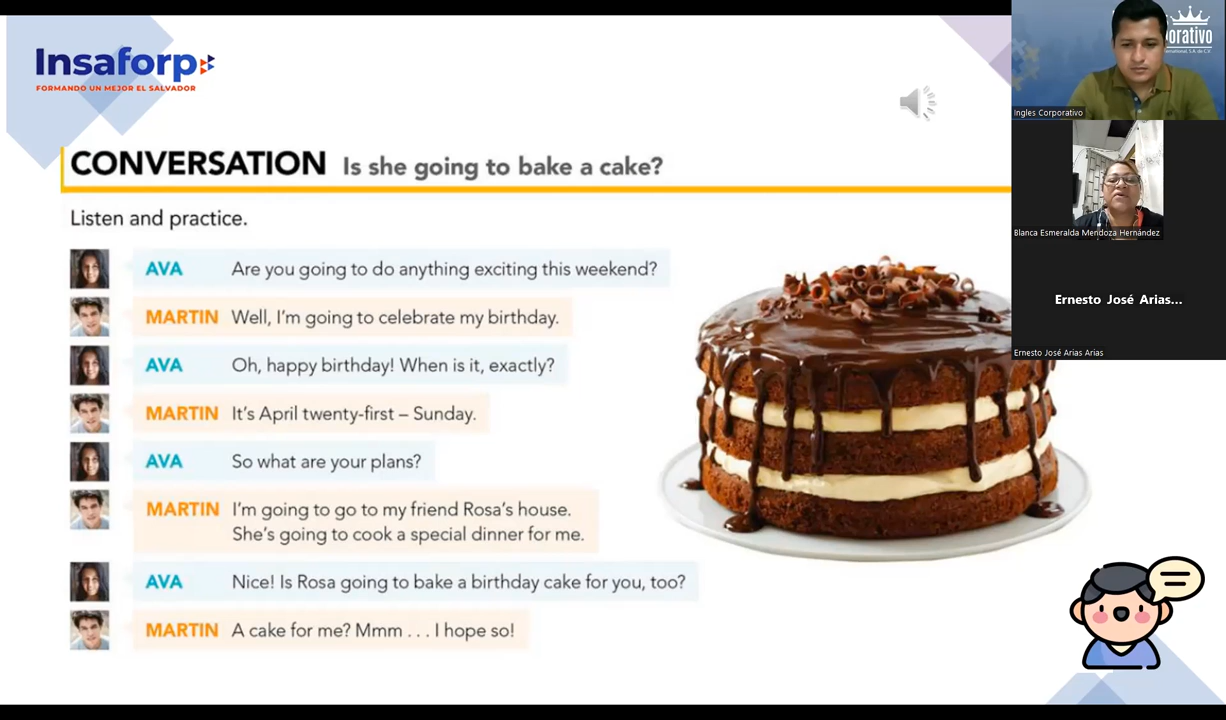 Insaforp
FORMANDO UN MEJOR EL SALVADOR
CONVERSATION Is she going to bake a cake?
Listen and practice.
AVA Are you going to do anything exciting this weekend?
MARTIN Well, I'm going to celebrate my birthday.
AVA Oh, happy birthday! When is it, exactly?
MARTIN It's April twenty-first – Sunday.
AVA So what are your plans?
MARTIN I'm going to go to my friend Rosa's house.
She's going to cook a special dinner for me.
AVA Nice! Is Rosa going to bake a birthday cake for you, too?
MARTIN A cake for me? Mmm . . . I hope so!
orativo
Ingles Corporativo
Blanca Esmeralda Mendoza Hernández
Ernesto José Arias...
Ernesto José Arias Arias